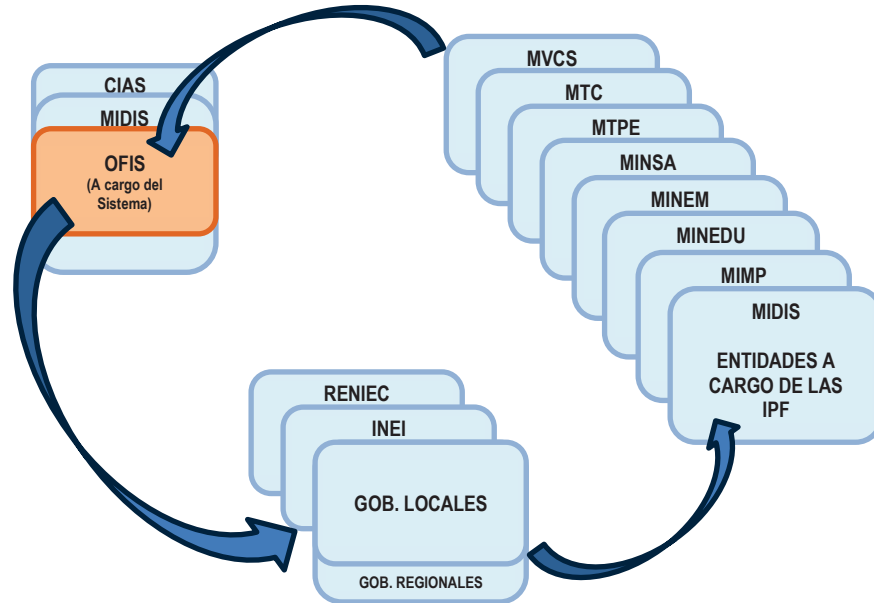 CIAS
MIDIS
OFIS
(A cargo del
Sistema)
MVCS
MTC
MTPE
MINSA
MINEM
MINEDU
MIMP
MIDIS
ENTIDADES A
CARGO DE LAS
IPF
RENIEC
INEI
GOB. LOCALES
GOB. REGIONALES